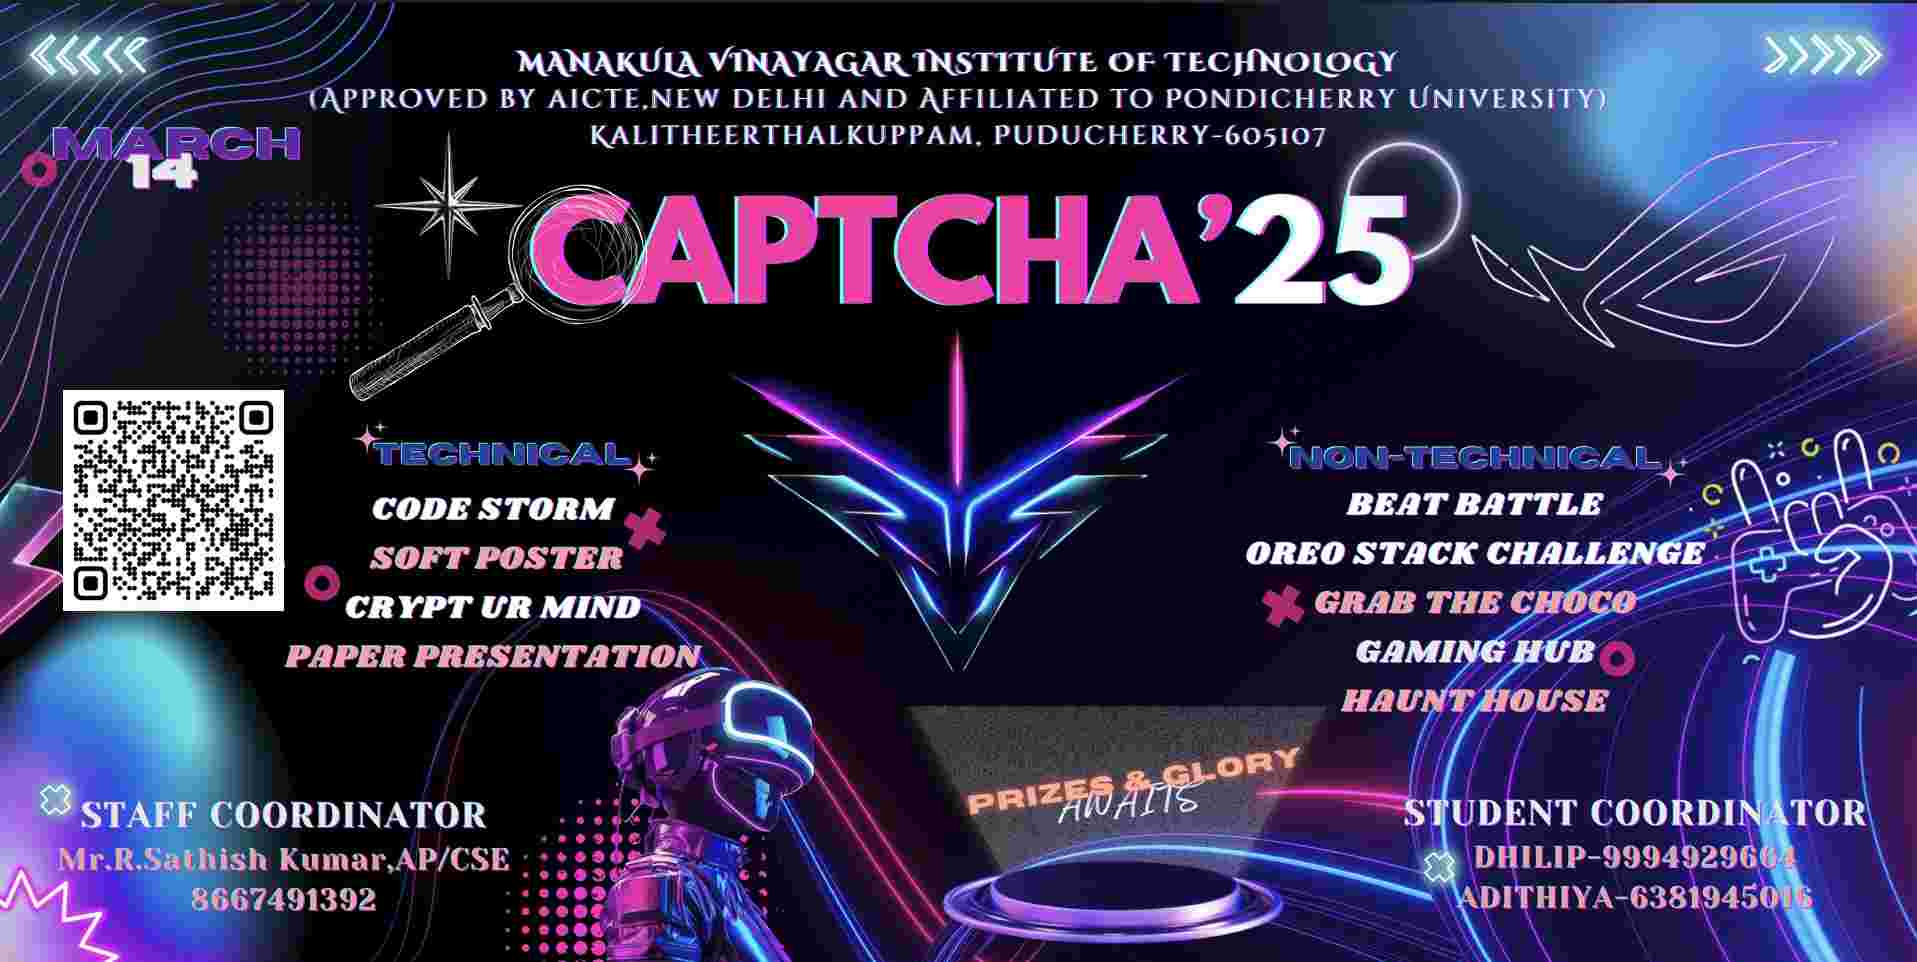 MANAKULA VINAYAGAR INSTITUTE OF TECHNOLOGY
(APPROVED BY AICTE,NEW DELHI AND AFFILIATED TO PONDICHERRY UNIVERSITY)
KALITHEERTHALKUPPAM, PUDUCHERRY-605107
MARCH
14
CAPTCHA'25
TECHNICAL
CODE STORM
SOFT POSTER
CRYPT UR MIND
PAPER PRESENTATION
NON-TECHNICAL
BEAT BATTLE
OREO STACK CHALLENGE
GRAB THE CHOCO
GAMING HUB
HAUNT HOUSE
PRIZES & GLORY
AWAITS
STAFF COORDINATOR
Mr.R.Sathish Kumar,AP/CSE
8667491392
STUDENT COORDINATOR
DHILIP-9994929664
ADITHIYA-6381945016